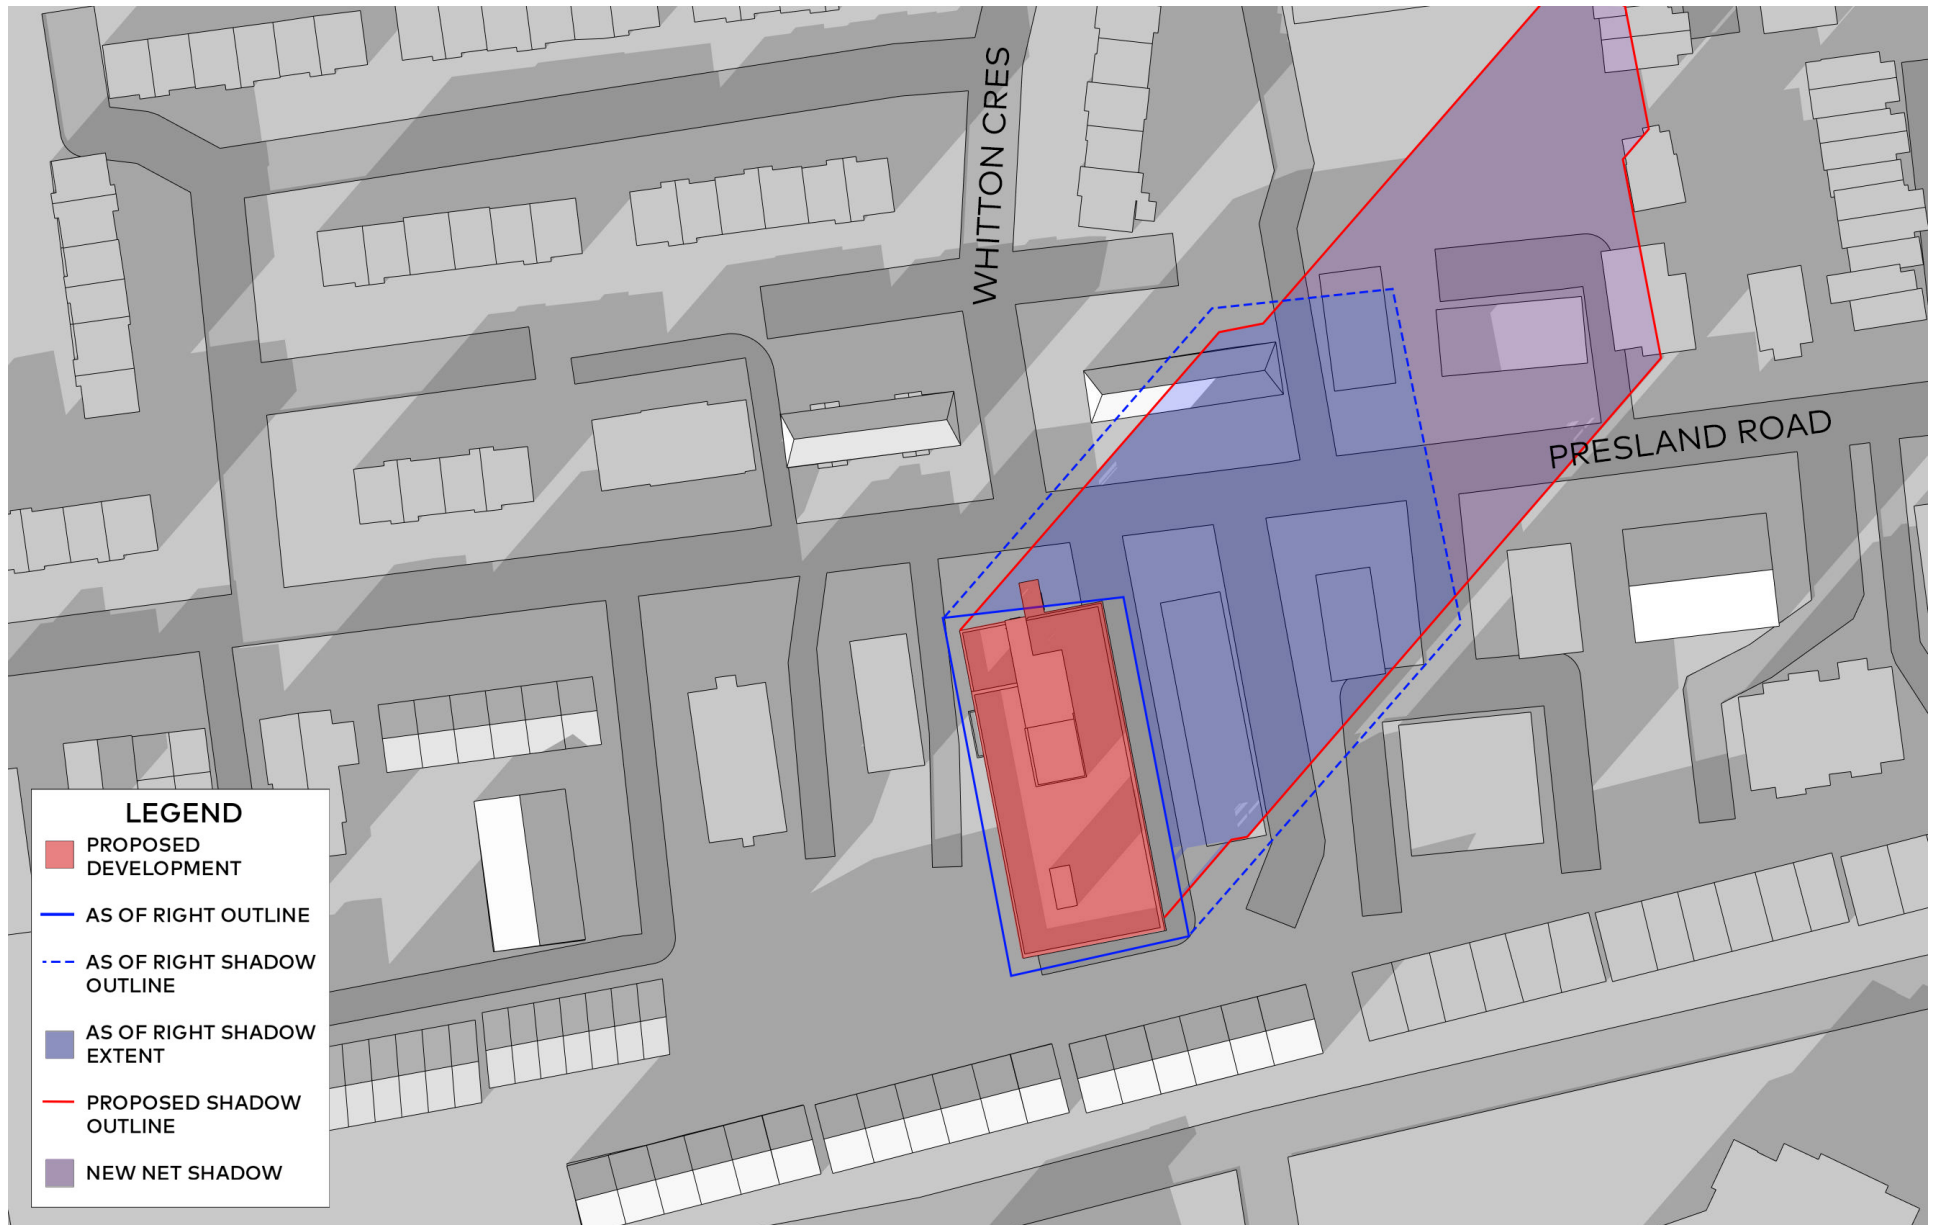 WHITTON CRES
PRESLAND ROAD
LEGEND
PROPOSED
DEVELOPMENT
AS OF RIGHT OUTLINE
AS OF RIGHT SHADOW
OUTLINE
AS OF RIGHT SHADOW
EXTENT
PROPOSED SHADOW
OUTLINE
NEW NET SHADOW